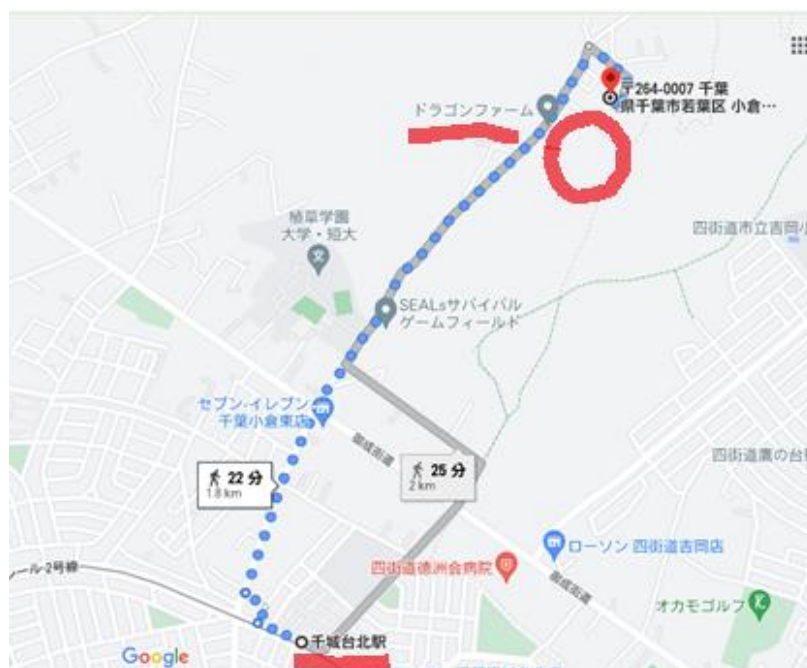 〒264-0007 千葉
県千葉市若葉区 小倉…
ドラゴンファーム
植草学園
大学・短大
四街道市立吉岡小
SEALsサバイバル
ゲームフィールド
セブン-イレブン
千葉小倉東店
御成街道
四街道鷹の台
22 分
1.8 km
25 分
2 km
ローソン 四街道吉岡店
四街道徳洲会病院
ール 2号線
御成街道
オカモゴルフ
千城台北駅
Google